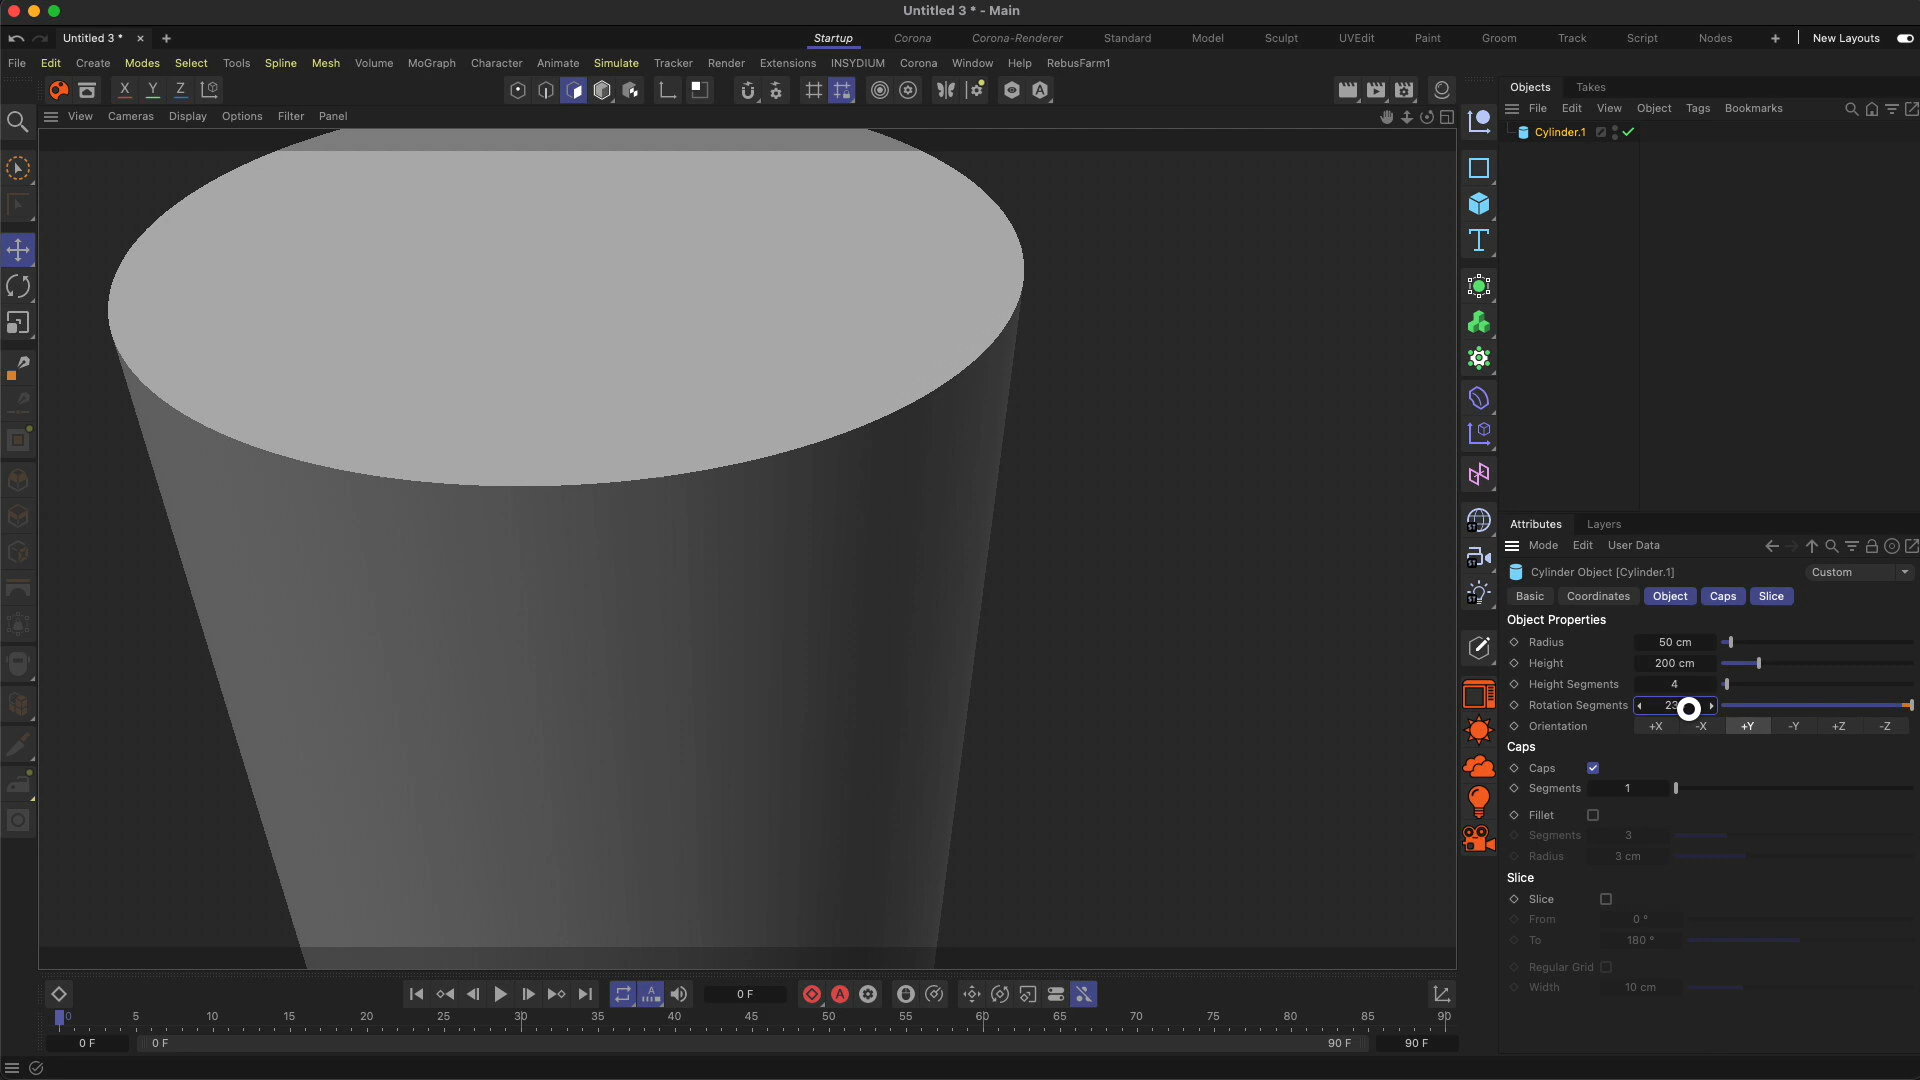 Untitled 3 * - Main
Untitled 3 *
Startup
Corona
Corona-Renderer
Standard
Model
Sculpt
UVEdit
Paint
Groom
Track
Script
Nodes
New Layouts
File Edit Create Modes Select Tools Spline Mesh Volume MoGraph Character Animate Simulate Tracker Render Extensions INSYDIUM Corona Window Help RebusFarm1
X Y Z
View Cameras Display Options Filter Panel
Objects Takes
File Edit View Object Tags Bookmarks
Cylinder.1
Attributes Layers
Mode Edit User Data
Cylinder Object [Cylinder.1]
Custom
Basic Coordinates Object Caps Slice
Object Properties
Radius 50 cm
Height 200 cm
Height Segments 4
Rotation Segments
Orientation +X -X +Y -Y +Z -Z
Caps
Caps
Segments 1
Fillet
Segments 3
Radius 3 cm
Slice
Slice
From 0 °
To 180 °
Regular Grid
Width 10 cm
ST
ST
ST
0 F
0 5 10 15 20 25 30 35 40 45 50 55 60 65 70 75 80 85 90
0 F 0 F 90 F 90 F